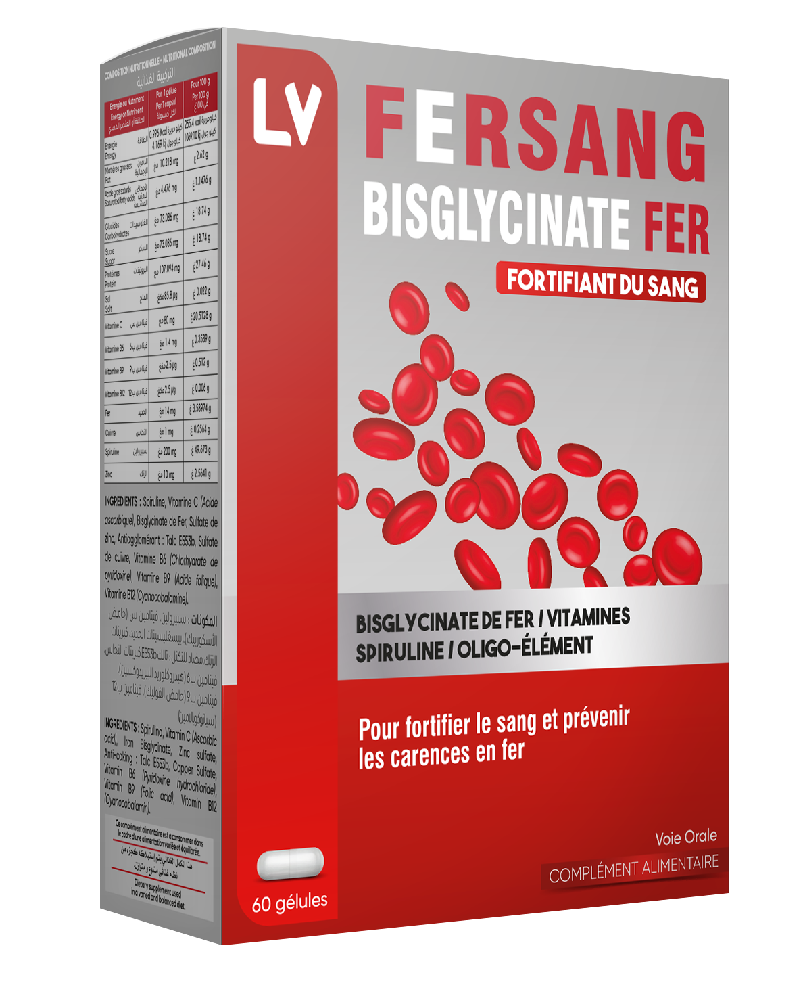 LV
FERSANG
BISGLYCINATE FER
FORTIFIANT DU SANG
BISGLYCINATE DE FER / VITAMINES
SPIRULINE / OLIGO-ÉLÉMENT
Pour fortifier le sang et prévenir
les carences en fer
Voie Orale
COMPLÉMENT ALIMENTAIRE
60 gélules
COMPOSITION NUTRITIONNELLE - NUTRITIONAL COMPOSITION
التركيبة الغذائية
Energie ou Nutriment Par 1 gélule Pour 100 g
Energy or Nutriment Per 1 capsul Per 100 g
الطاقة أو العنصر المغذي لكل كبسولة في 100غ
Energie الطاقة 0.996 Kcal كيلو حريرة 255.4 kcal كيلو حريرة
Energy 4.169 kj كيلو جول 1069.10 kj كيلو جول
Matières grasses الدهون 10.218 mg مغ 2.62 g غ
Fat الإجمالية
Acide gras saturés الأحماض 4.476 mg مغ 1.1476 g غ
Saturated fatty acids الدهنية
المشبعة
Glucides الغلوسيدات 73.086 mg مغ 18.74 g غ
Carbohydrates
Sucre السكر 73.086 mg مغ 18.74 g غ
Sugar
Protéines البروتينات 107.094 mg مغ 27.46 g غ
Protein
Sel الملح 85.8 µg مكغ 0.022 g غ
Salt
Vitamine C فيتامين س 80 mg مغ 20.5128 g غ
Vitamine B6 فيتامين ب6 1.4 mg مغ 0.3589 g غ
Vitamine B9 فيتامين ب9 2.5 µg مكغ 0.512 g غ
Vitamine B12 فيتامين ب12 2.5 µg مكغ 0.006 g غ
Fer الحديد 14 mg مغ 3.58974 g غ
Cuivre النحاس 1 mg مغ 0.2564 g غ
Spiruline سبيرولين 200 mg مغ 49.673 g غ
Zinc الزنك 10 mg مغ 2.5641 g غ
INGREDIENTS : Spiruline, Vitamine C (Acide
ascorbique), Bisglycinate de Fer, Sulfate de
zinc, Antiagglomérant : Talc E553b, Sulfate
de cuivre, Vitamine B6 (Chlorhydrate de
pyridoxine), Vitamine B9 (Acide folique),
Vitamine B12 (Cyanocobalamine).
المكونات : سبيرولين، فيتامين س (حامض
الأسكوربيك)، بيسغليسينات الحديد، كبريتات
الزنك، مضاد للتكتل : تالك E553b، كبريتات النحاس،
فيتامين ب6 (هيدروكلوريد البيريدوكسين)،
فيتامين ب9 (حامض الفوليك)، فيتامين ب12
(سيانوكوبالامين)
INGREDIENTS : Spirulina, Vitamin C (Ascorbic
acid), Iron Bisglycinate, Zinc sulfate,
Anti-caking : Talc E553b, Copper Sulfate,
Vitamin B6 (Pyridoxine hydrochloride),
Vitamin B9 (Folic acid), Vitamin B12
(Cyanocobalamin).
Ce complément alimentaire est à consommer dans
le cadre d'une alimentation variée et équilibrée.
هذا المكمل الغذائي يتم إستهلاكه كجزء من
نظام غذائي متنوع و متوازن.
Dietary supplement used
in a varied and balanced diet.